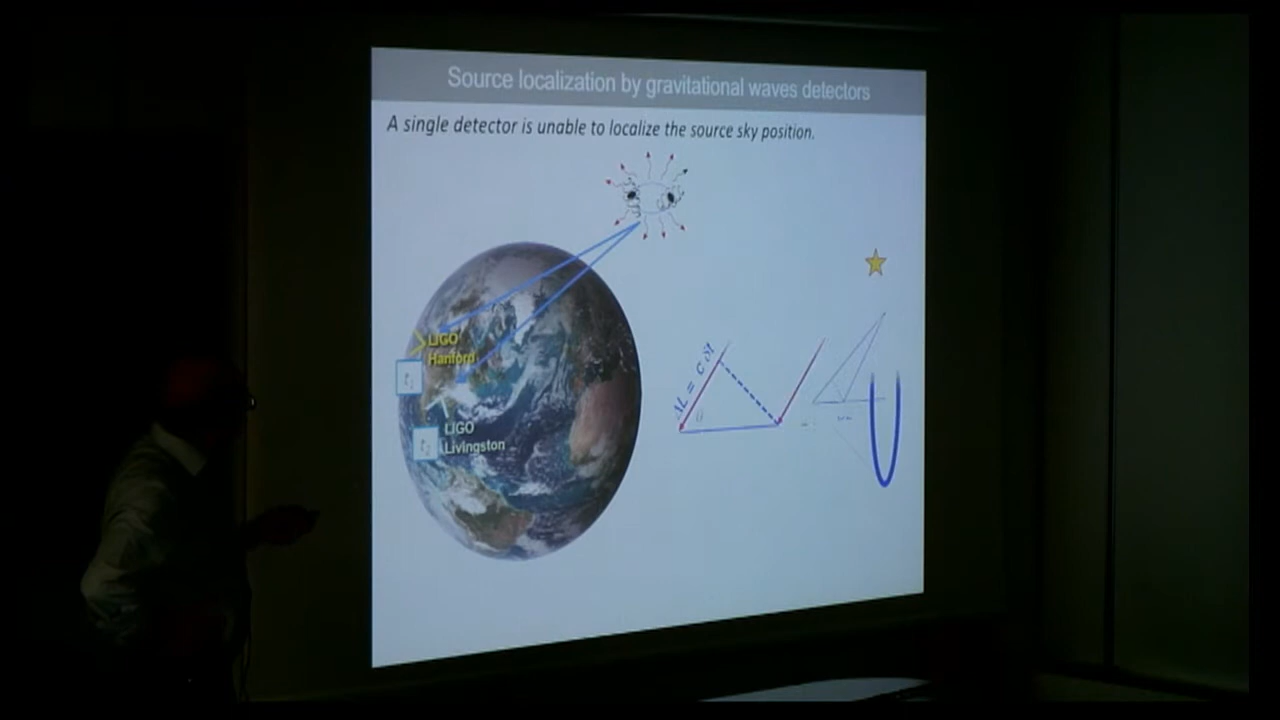 Source localization by gravitational waves detectors
A single detector is unable to localize the source sky position.
LIGO
Hanford
t₁
LIGO
Livingston
ΔL = c δt
θ